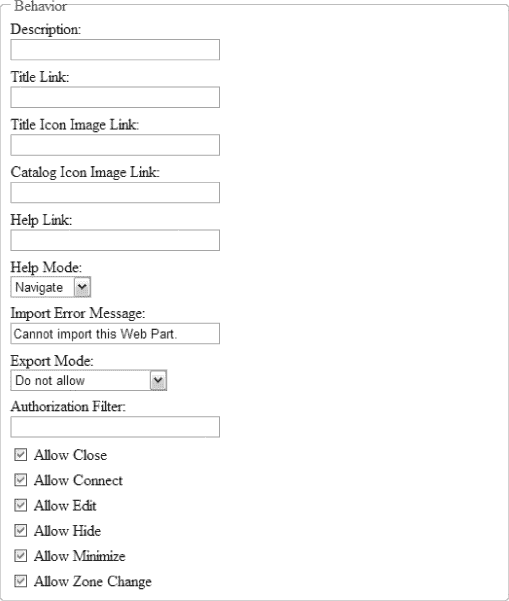 Behavior
Description:
Title Link:
Title Icon Image Link:
Catalog Icon Image Link:
Help Link:
Help Mode:
Navigate
Import Error Message:
Cannot import this Web Part.
Export Mode:
Do not allow
Authorization Filter:
Allow Close
Allow Connect
Allow Edit
Allow Hide
Allow Minimize
Allow Zone Change